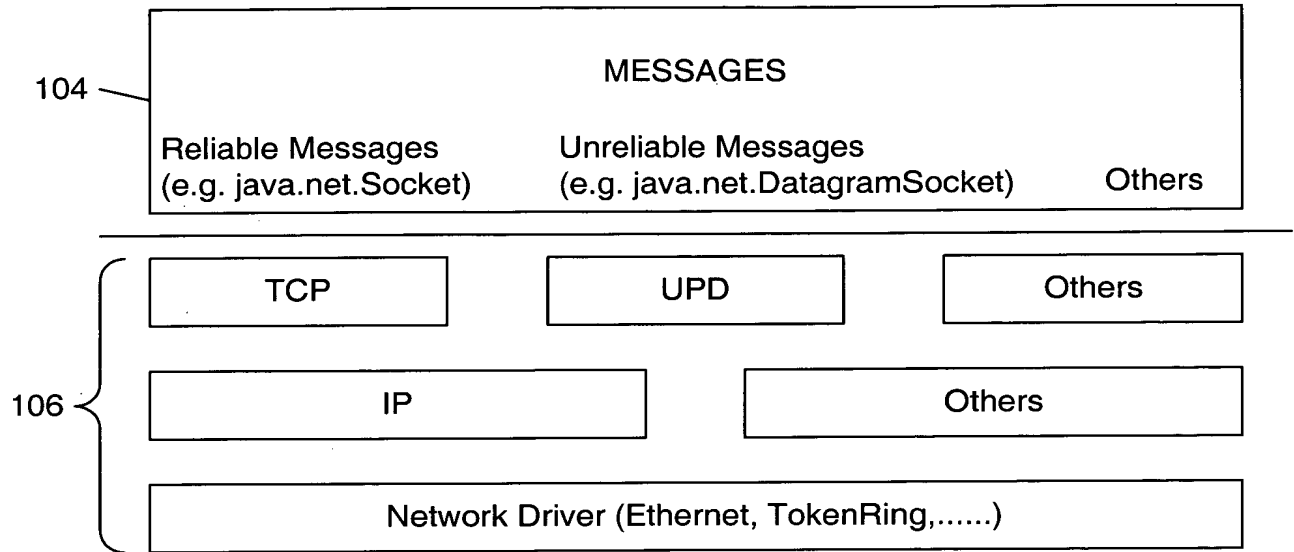 MESSAGES
104
Reliable Messages
(e.g. java.net.Socket)
Unreliable Messages
(e.g. java.net.DatagramSocket)
Others
TCP
UPD
Others
106
IP
Others
Network Driver (Ethernet, TokenRing,......)